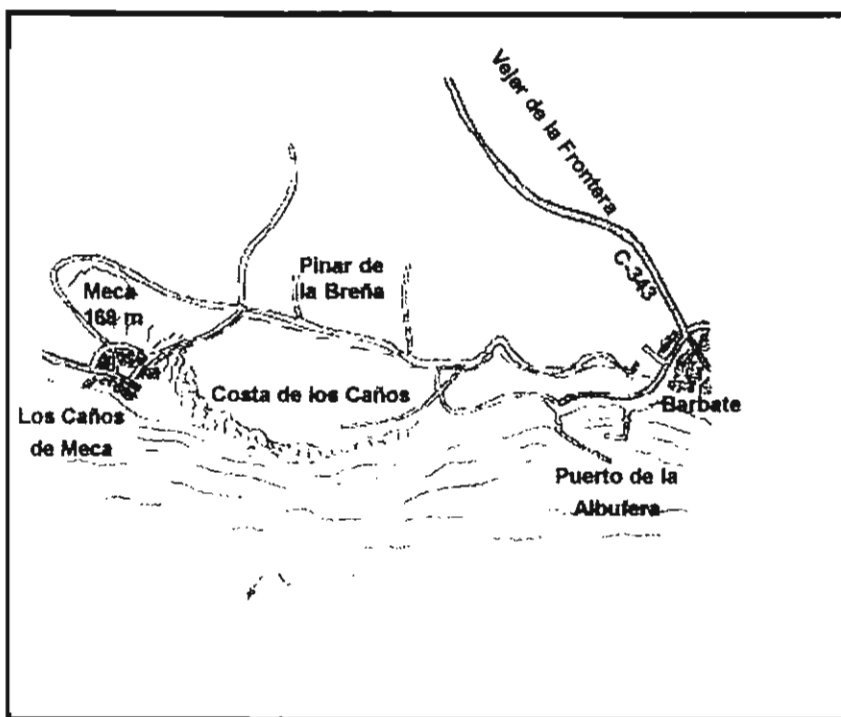 Vejer de la Frontera
C-343
Pinar de
la Breña
Meca
168 m
Costa de los Caños
Los Caños
de Meca
Barbate
Puerto de la
Albufera